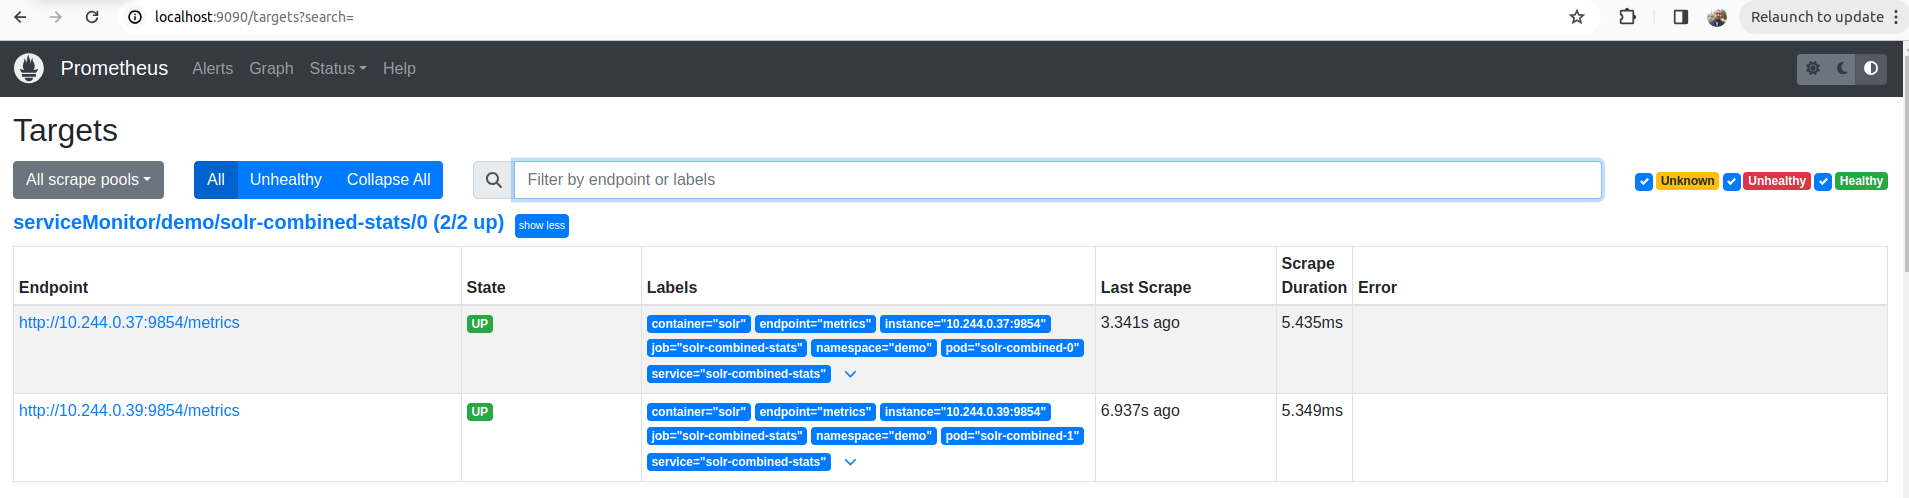 localhost:9090/targets?search=
Relaunch to update
Prometheus Alerts Graph Status Help
Targets
All scrape pools All Unhealthy Collapse All Filter by endpoint or labels Unknown Unhealthy Healthy
serviceMonitor/demo/solr-combined-stats/0 (2/2 up) show less
Endpoint State Labels Last Scrape Scrape Duration Error
http://10.244.0.37:9854/metrics UP container="solr" endpoint="metrics" instance="10.244.0.37:9854" 3.341s ago 5.435ms
job="solr-combined-stats" namespace="demo" pod="solr-combined-0"
service="solr-combined-stats"
http://10.244.0.39:9854/metrics UP container="solr" endpoint="metrics" instance="10.244.0.39:9854" 6.937s ago 5.349ms
job="solr-combined-stats" namespace="demo" pod="solr-combined-1"
service="solr-combined-stats"